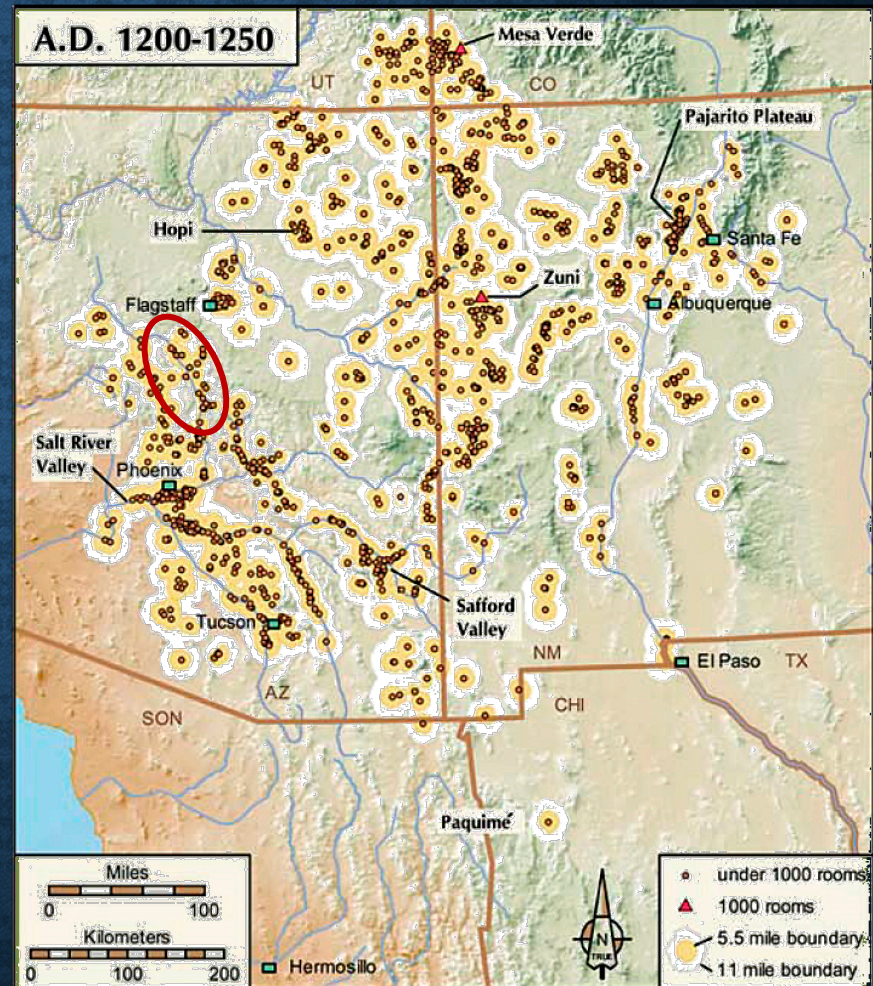 A.D. 1200-1250
Mesa Verde
UT
CO
Pajarito Plateau
Hopi
Santa Fe
Zuni
Flagstaff
Albuquerque
Salt River
Valley
Phoenix
Tucson
Safford
Valley
NM
El Paso
TX
AZ
SON
CHI
Paquimé
Miles
0 100
Kilometers
0 100 200
Hermosillo
N
TRUE
under 1000 rooms
1000 rooms
5.5 mile boundary
11 mile boundary